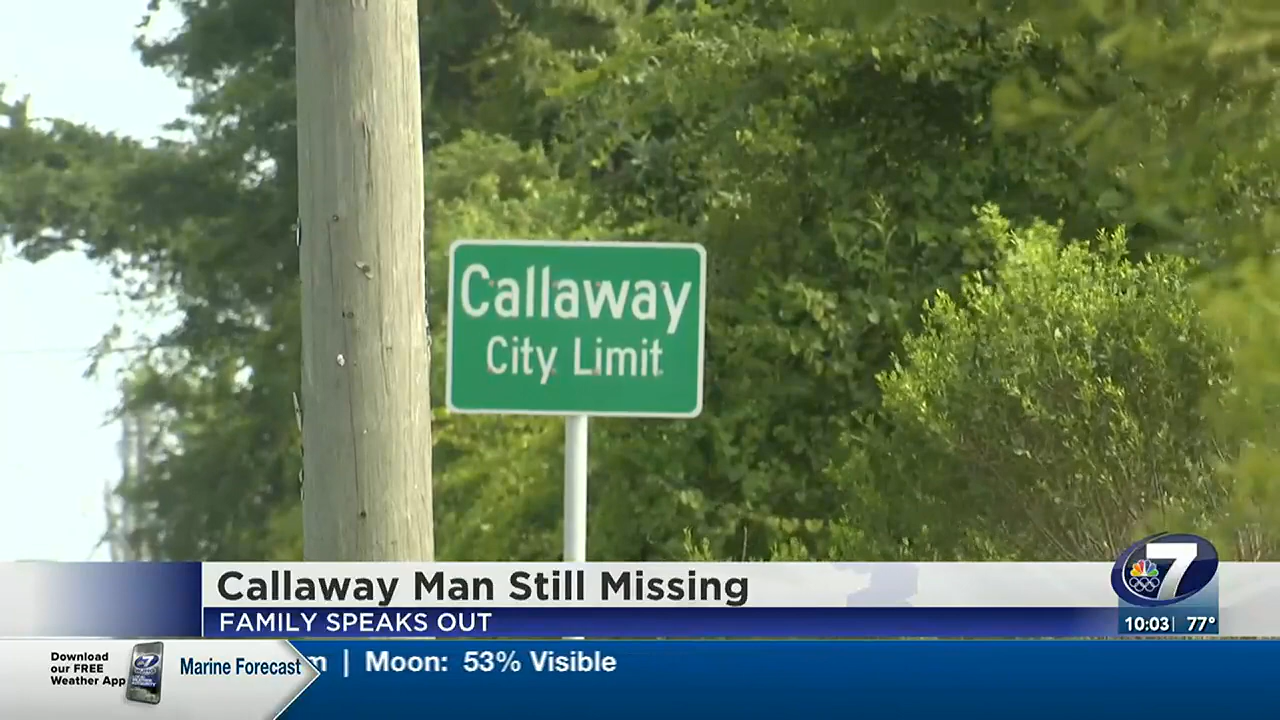 Callaway
City Limit
Callaway Man Still Missing
FAMILY SPEAKS OUT
7
10:03 77°
Download
our FREE
Weather App
Marine Forecast
m | Moon: 53% Visible